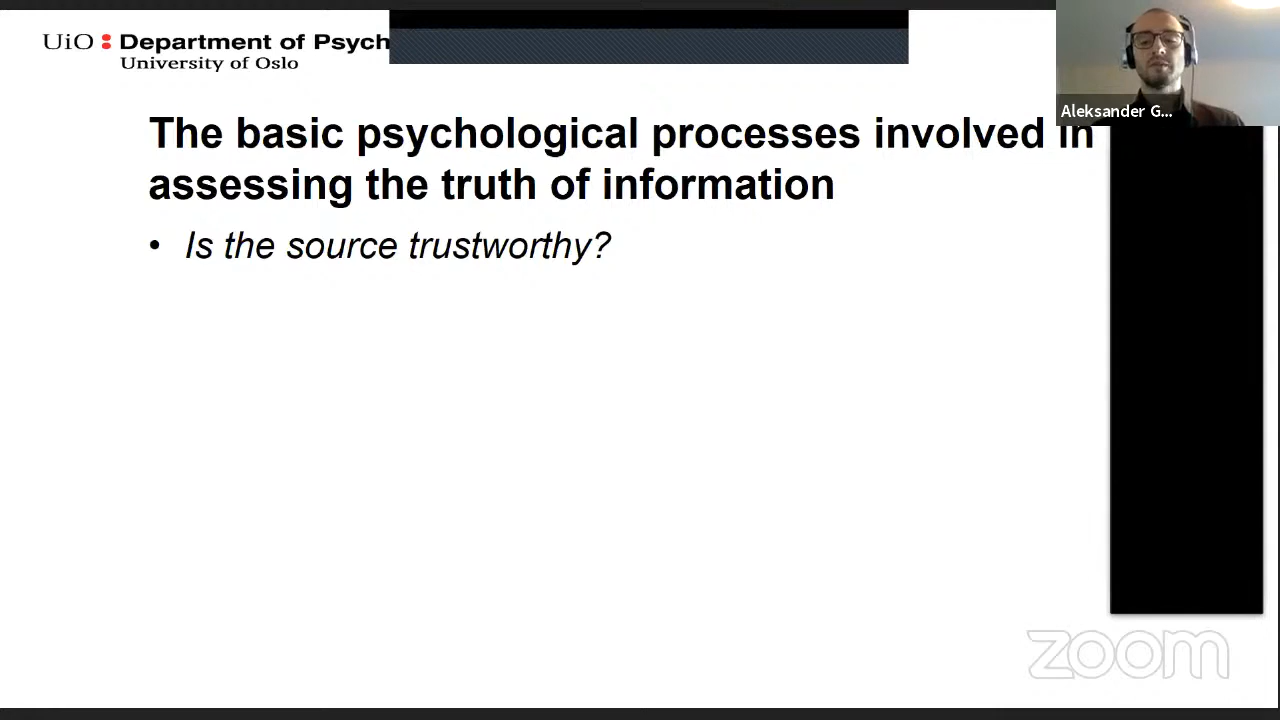 UiO : Department of Psych
University of Oslo
Aleksander G...
The basic psychological processes involved in
assessing the truth of information
• Is the source trustworthy?
zoom